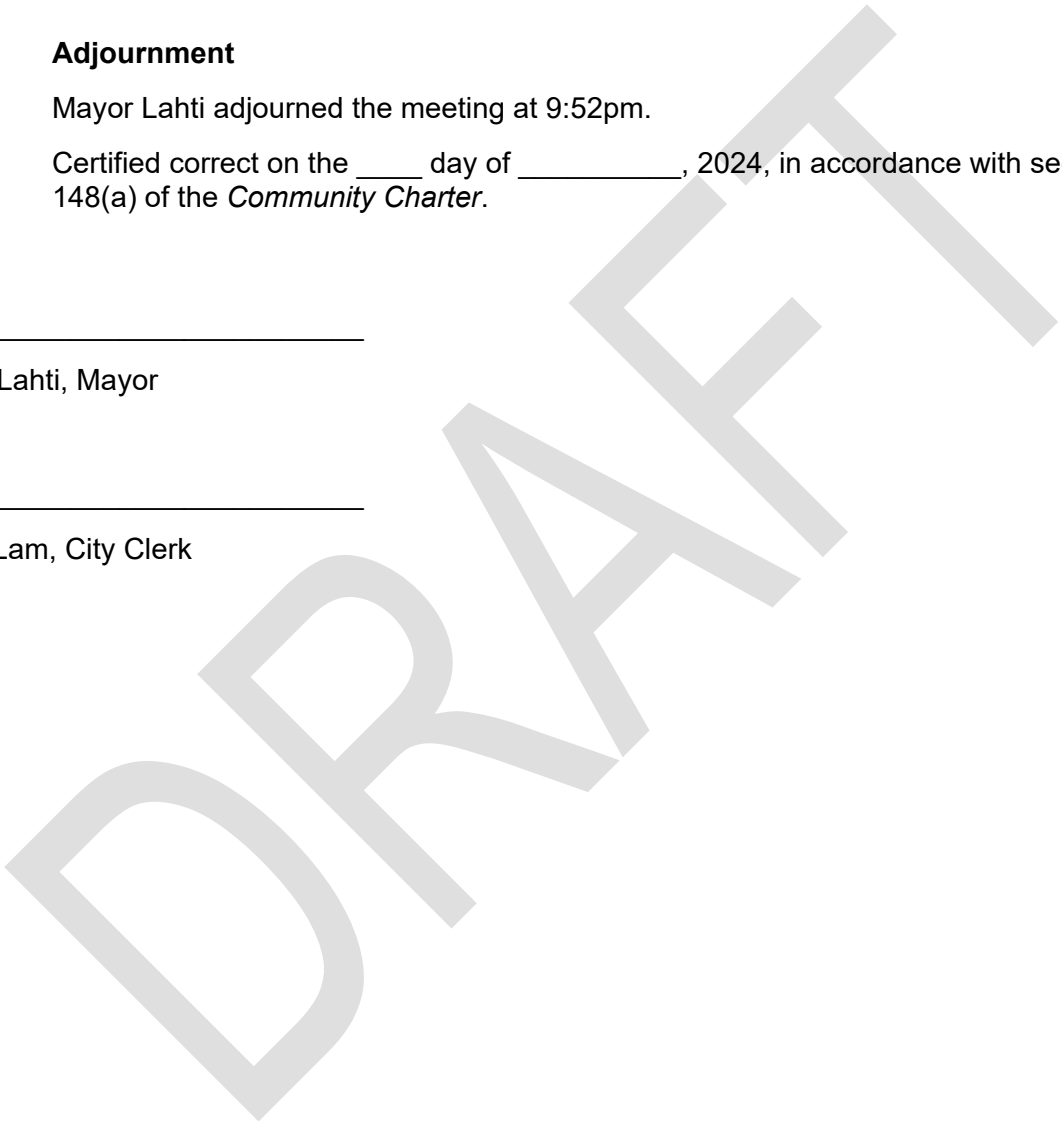 Adjournment
Mayor Lahti adjourned the meeting at 9:52pm.
Certified correct on the ____ day of __________, 2024, in accordance with se
148(a) of the Community Charter.
Lahti, Mayor
Lam, City Clerk
DRAFT